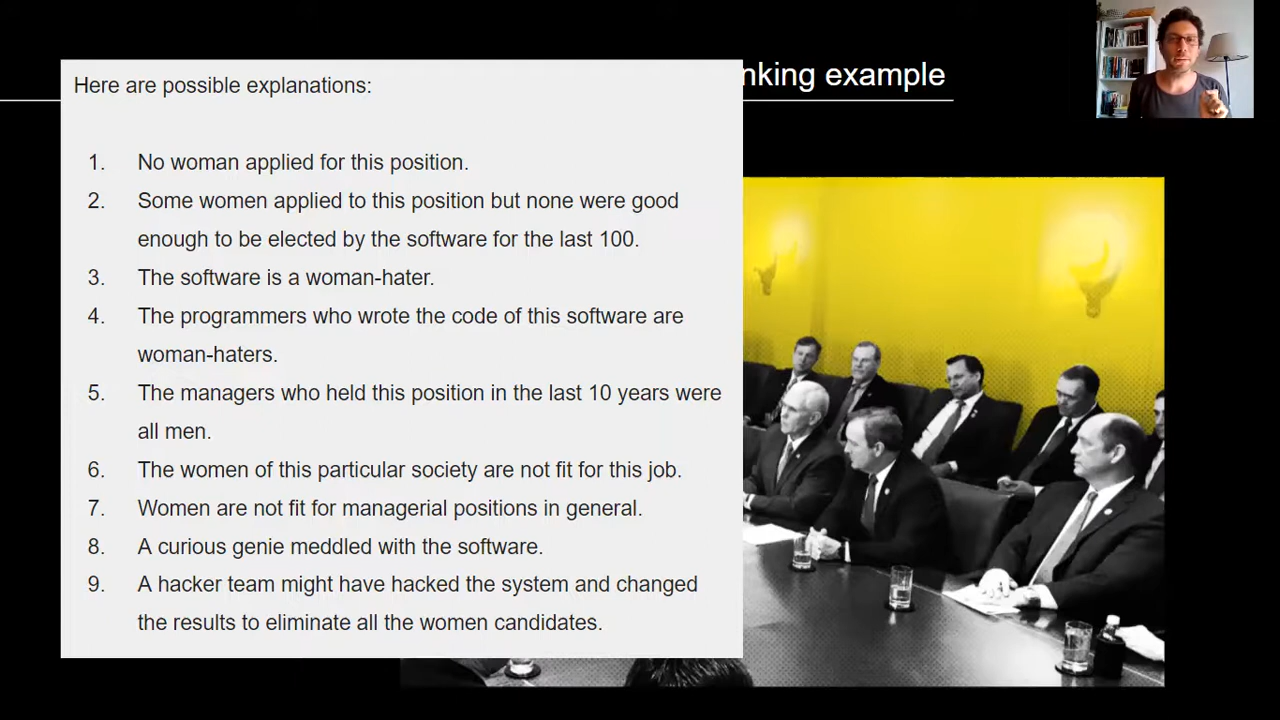 nking example
Here are possible explanations:
1. No woman applied for this position.
2. Some women applied to this position but none were good
enough to be elected by the software for the last 100.
3. The software is a woman-hater.
4. The programmers who wrote the code of this software are
woman-haters.
5. The managers who held this position in the last 10 years were
all men.
6. The women of this particular society are not fit for this job.
7. Women are not fit for managerial positions in general.
8. A curious genie meddled with the software.
9. A hacker team might have hacked the system and changed
the results to eliminate all the women candidates.